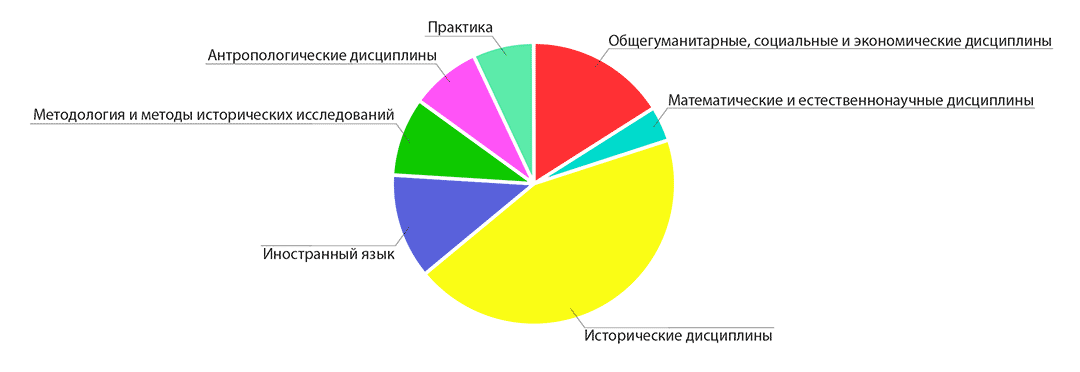 Практика
Общегуманитарные, социальные и экономические дисциплины
Антропологические дисциплины
Математические и естественнонаучные дисциплины
Методология и методы исторических исследований
Иностранный язык
Исторические дисциплины